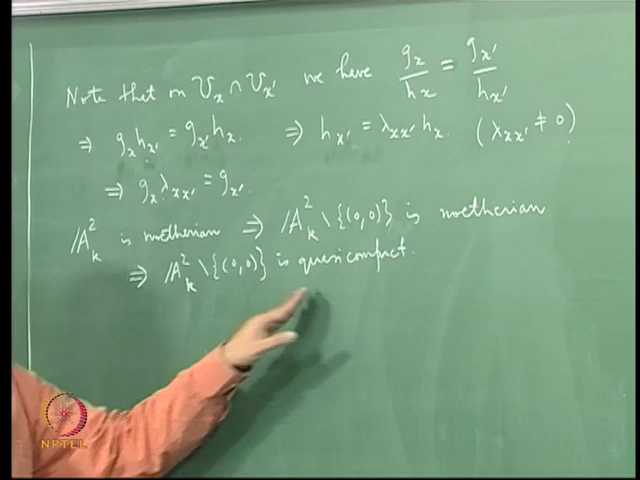 Note that on U_x ∩ U_x' we have g_x/h_x = g_x'/h_x'
⇒ g_x h_x' = g_x' h_x ⇒ h_x' = λ_xx' h_x. (λ_xx' ≠ 0)
⇒ g_x λ_xx' = g_x'.
𝔸²_k is noetherian ⇒ 𝔸²_k \ {(0,0)} is noetherian
⇒ 𝔸²_k \ {(0,0)} is quasicompact.
NPTEL